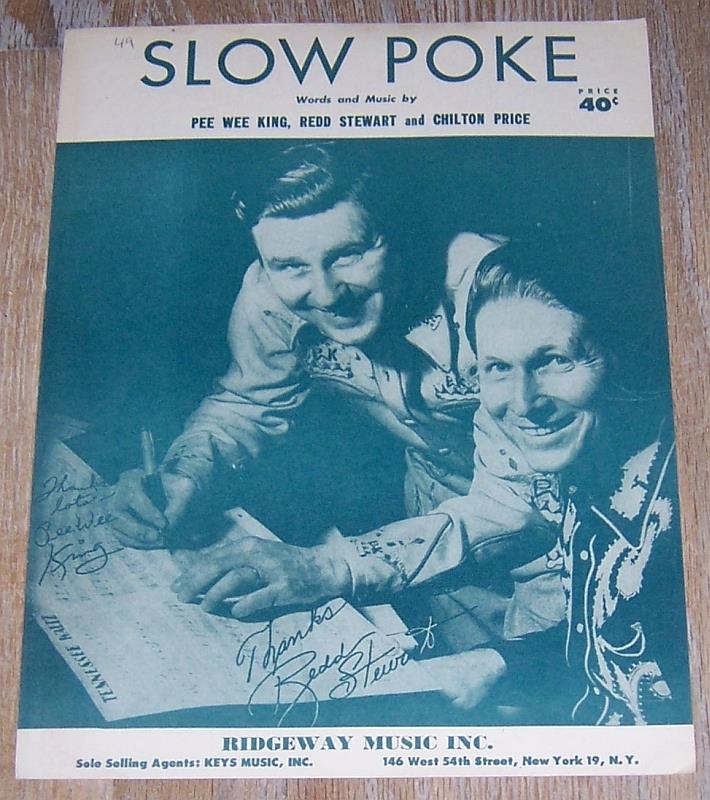 49
SLOW POKE
PRICE
40¢
Words and Music by
PEE WEE KING, REDD STEWART and CHILTON PRICE
PK
Thanks
lots
Pee Wee
King
TENNESSEE WALTZ
Thanks
Redd
Stewart
RIDGEWAY MUSIC INC.
Sole Selling Agents: KEYS MUSIC, INC. 146 West 54th Street, New York 19, N.Y.